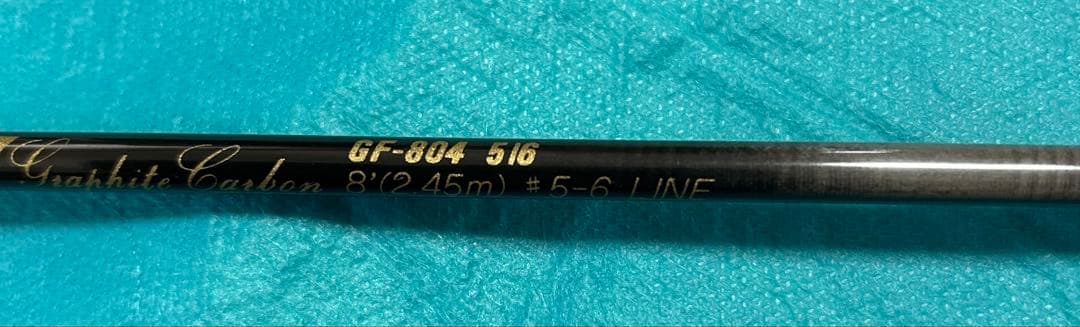 Graphite Carbon
GF-804 516
8'(2.45m) #5-6 LINE